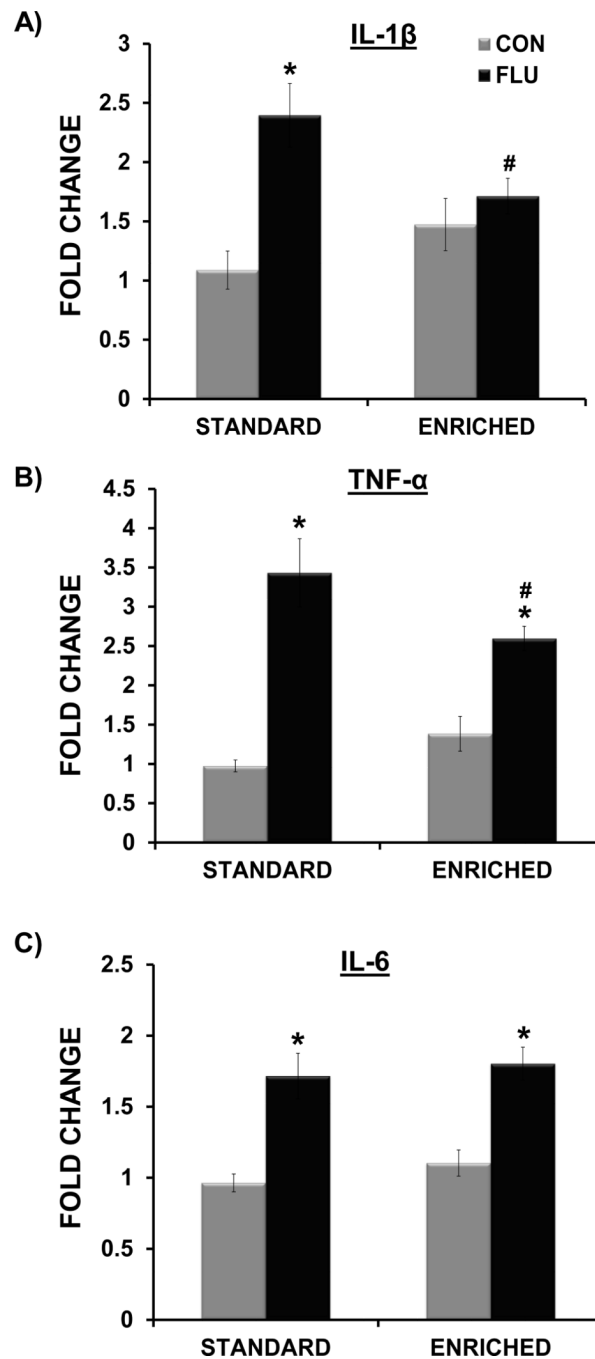 A)
IL-1β
CON
FLU
FOLD CHANGE
3
2.5
2
1.5
1
0.5
0
*
#
STANDARD ENRICHED
B)
TNF-α
FOLD CHANGE
4.5
4
3.5
3
2.5
2
1.5
1
0.5
0
*
#
*
STANDARD ENRICHED
C)
IL-6
FOLD CHANGE
2.5
2
1.5
1
0.5
0
*
*
STANDARD ENRICHED